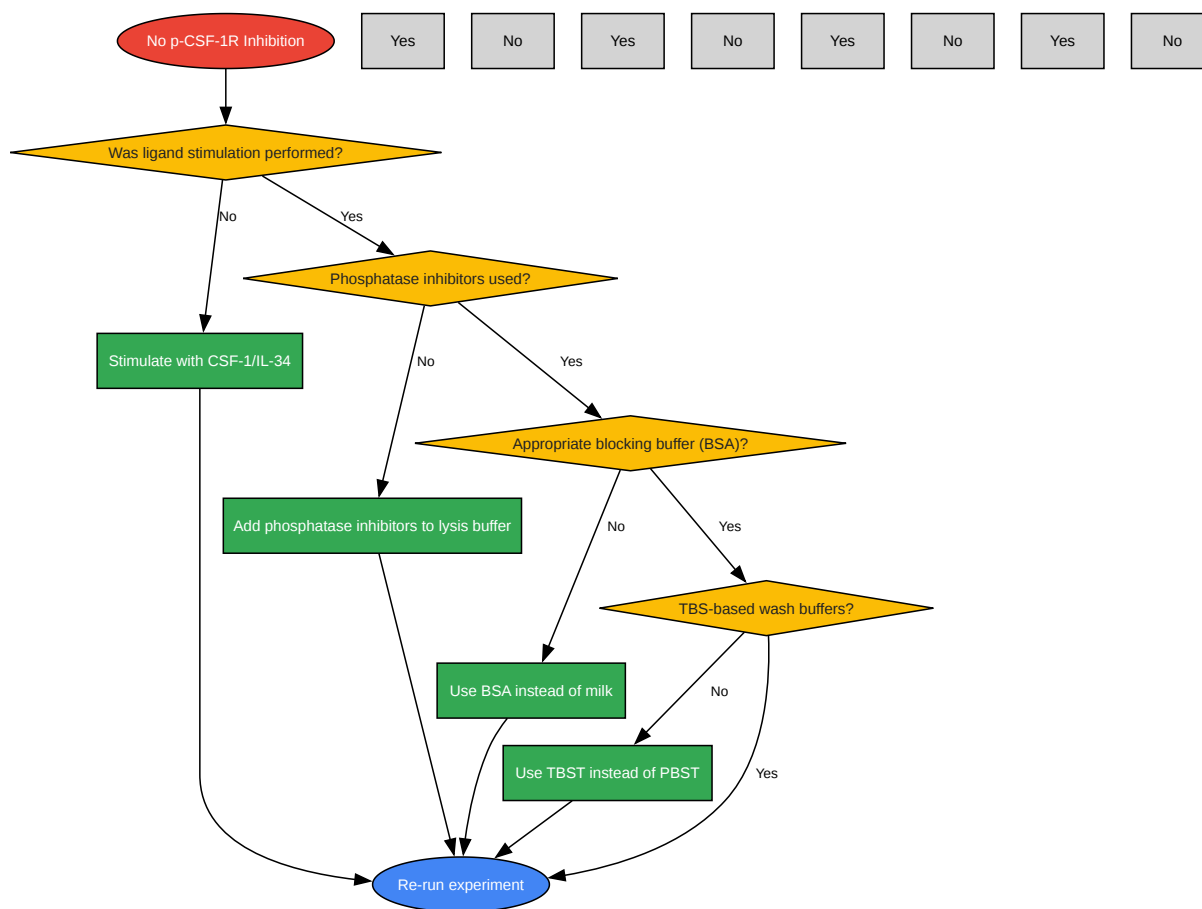 No p-CSF-1R Inhibition
Yes
No
Yes
No
Yes
No
Yes
No
Was ligand stimulation performed?
No
Yes
Phosphatase inhibitors used?
Stimulate with CSF-1/IL-34
No
Yes
Appropriate blocking buffer (BSA)?
Add phosphatase inhibitors to lysis buffer
No
Yes
TBS-based wash buffers?
Use BSA instead of milk
No
Use TBST instead of PBST
Yes
Re-run experiment